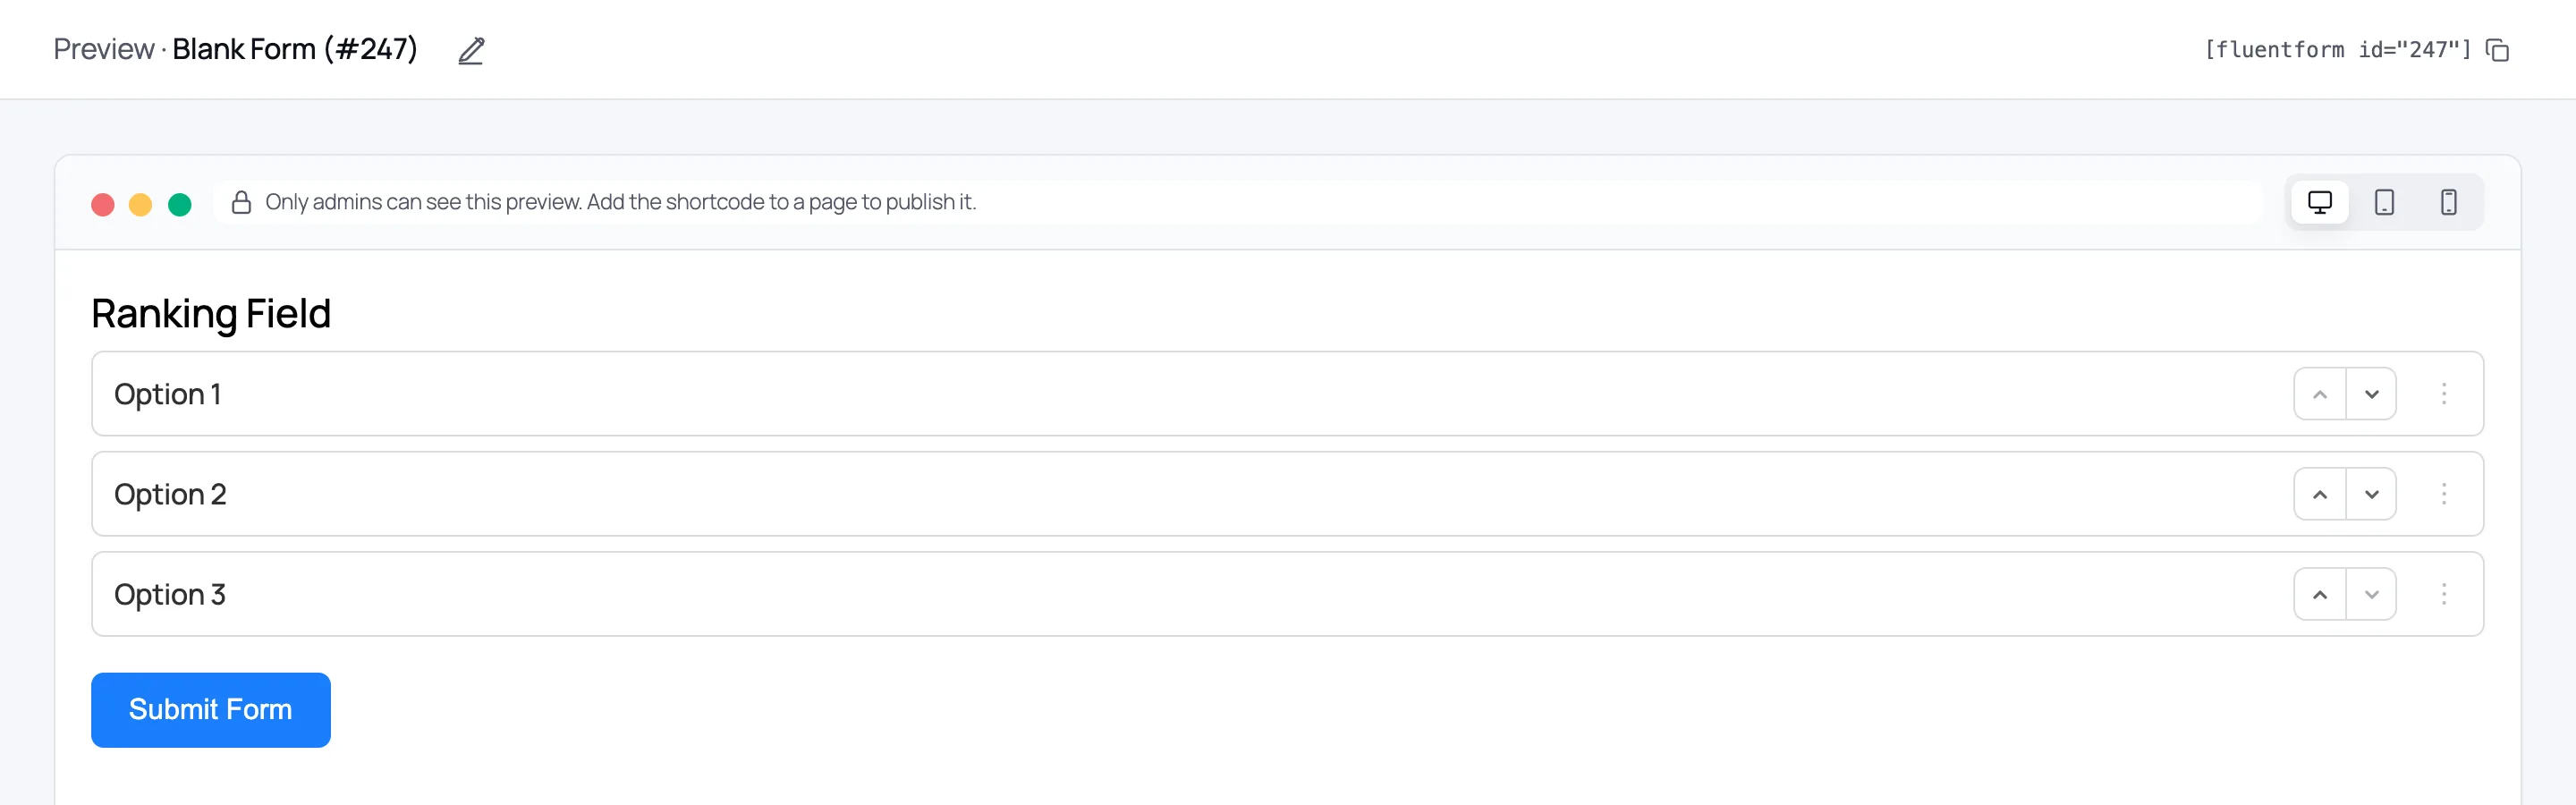 Preview · Blank Form (#247)
[fluentform id="247"]
Only admins can see this preview. Add the shortcode to a page to publish it.
Ranking Field
Option 1
Option 2
Option 3
Submit Form